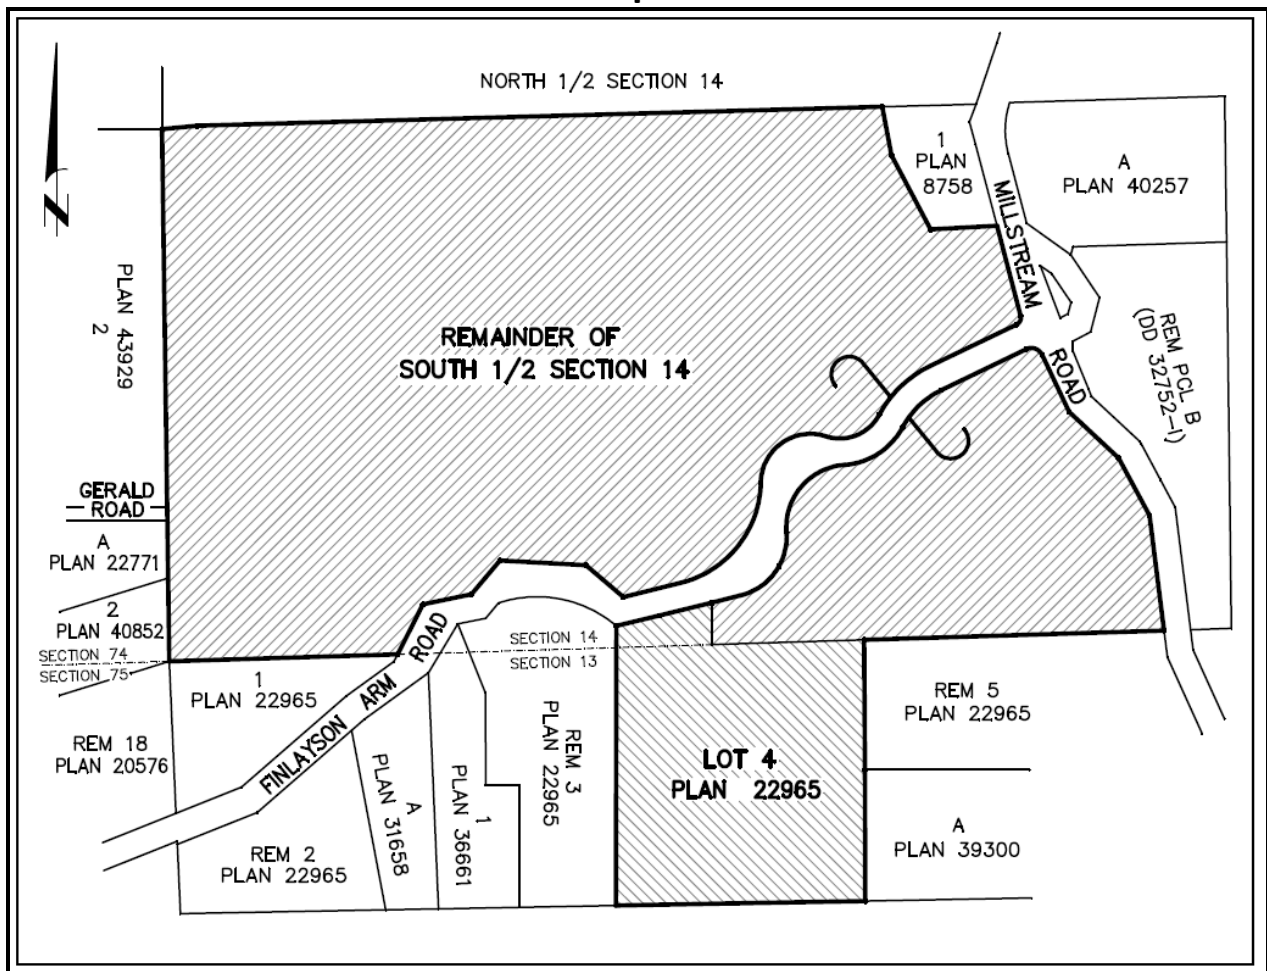 NORTH 1/2 SECTION 14
1
PLAN
8758
A
PLAN 40257
MILLSTREAM
ROAD
N
PLAN 43929
2
REMAINDER OF
SOUTH 1/2 SECTION 14
REM PCL B
(DD 32752-I)
GERALD
ROAD
A
PLAN 22771
2
PLAN 40852
SECTION 74
SECTION 75
SECTION 14
SECTION 13
1
PLAN 22965
FINLAYSON ARM ROAD
REM 18
PLAN 20576
REM 2
PLAN 22965
A
PLAN 31658
1
PLAN 36661
REM 3
PLAN 22965
LOT 4
PLAN 22965
REM 5
PLAN 22965
A
PLAN 39300